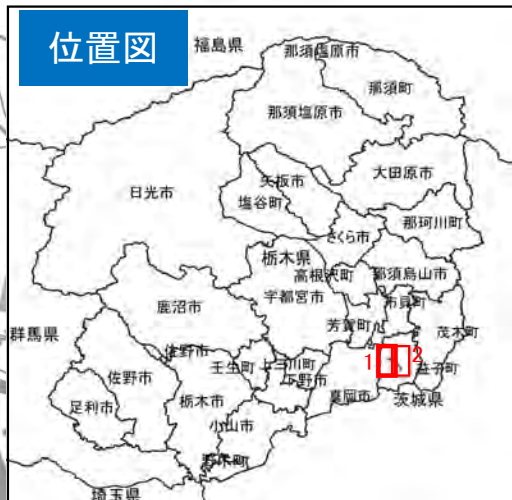 位置図
福島県
那須塩原市
那須町
那須塩原市
大田原市
矢板市
日光市
塩谷町
那珂川町
さくら市
栃木県
高根沢町
那須烏山市
宇都宮市
市貝町
鹿沼市
芳賀町
茂木町
群馬県
佐野市
壬生町
上三川町
1
2
益子町
下野市
真岡市
茨城県
佐野市
足利市
栃木市
小山市
野木町
埼玉県